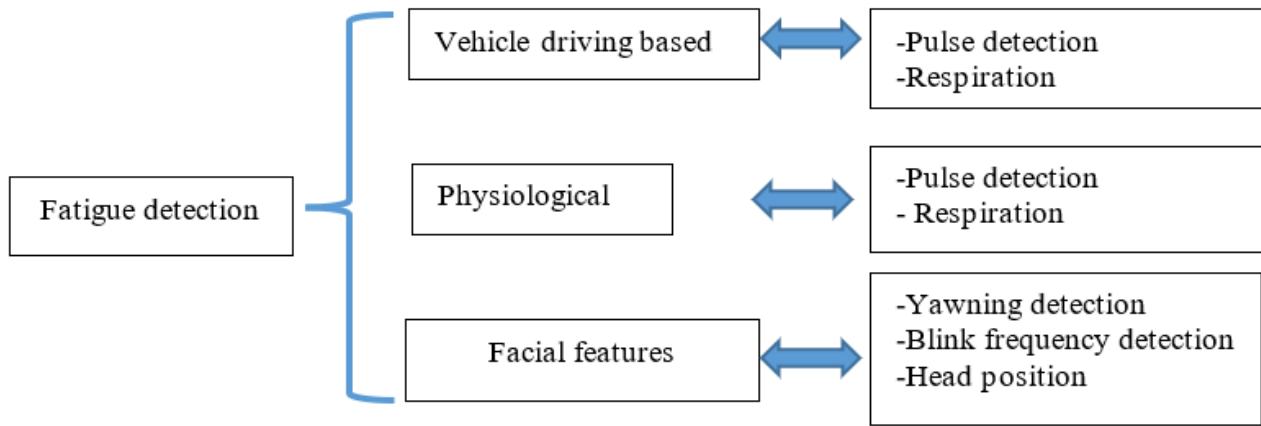 Fatigue detection
Vehicle driving based
-Pulse detection
-Respiration
Physiological
-Pulse detection
- Respiration
Facial features
-Yawning detection
-Blink frequency detection
-Head position